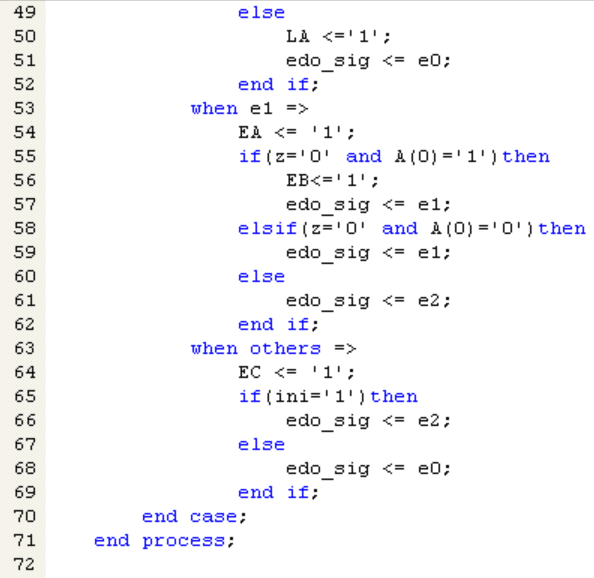 49 else
50 LA <='1';
51 edo_sig <= e0;
52 end if;
53 when e1 =>
54 EA <= '1';
55 if(z='0' and A(0)='1')then
56 EB<='1';
57 edo_sig <= e1;
58 elsif(z='0' and A(0)='0')then
59 edo_sig <= e1;
60 else
61 edo_sig <= e2;
62 end if;
63 when others =>
64 EC <= '1';
65 if(ini='1')then
66 edo_sig <= e2;
67 else
68 edo_sig <= e0;
69 end if;
70 end case;
71 end process;
72